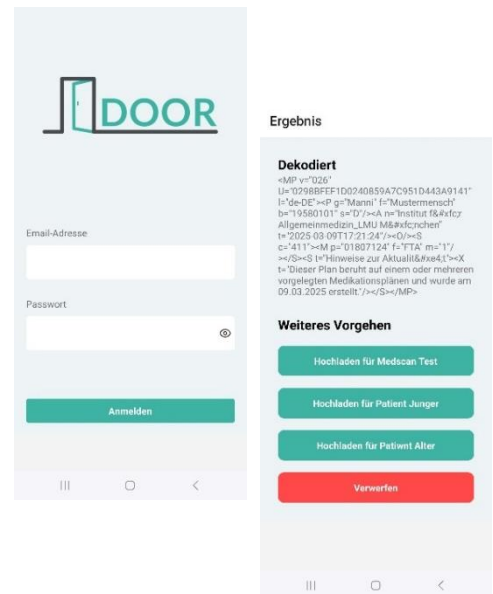 DOOR
Email-Adresse
Passwort
Anmelden
Ergebnis
Dekodiert
<MP v="026"
U="0298BFEF1D0240859A7C951D443A9141"
l="de-DE"><P g="Manni" f="Mustermensch"
b="19580101" s="D"/><A n="Institut f&#xfc;r
Allgemeinmedizin_LMU M&#xfc;nchen"
t="2025-03-09T17:21:24"/><O/><S
c="411"><M p="01807124" f="FTA" m="1"/
></S><S t="Hinweise zur Aktualit&#xe4;t"><X
t="Dieser Plan beruht auf einem oder mehreren
vorgelegten Medikationsplänen und wurde am
09.03.2025 erstellt."/></S></MP>
Weiteres Vorgehen
Hochladen für Medscan Test
Hochladen für Patient Junger
Hochladen für Patiwnt Alter
Verwerfen